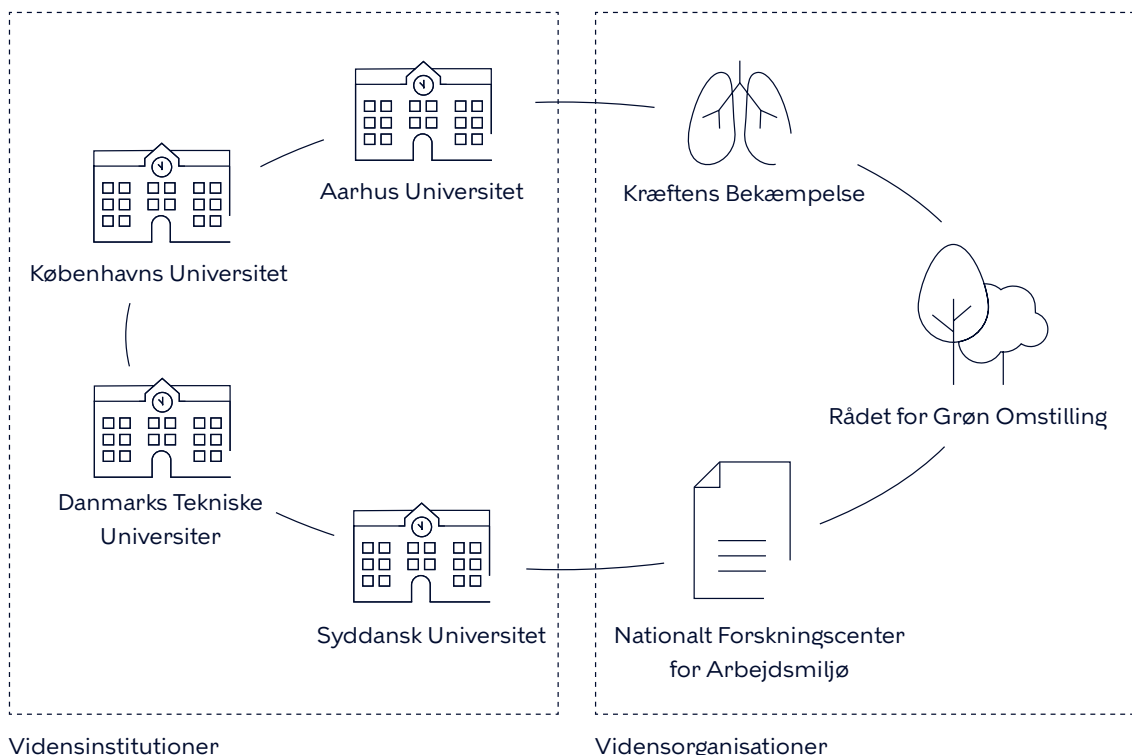 Aarhus Universitet
Københavns Universitet
Danmarks Tekniske
Universiter
Syddansk Universitet
Vidensinstitutioner
Kræftens Bekæmpelse
Rådet for Grøn Omstilling
Nationalt Forskningscenter
for Arbejdsmiljø
Vidensorganisationer